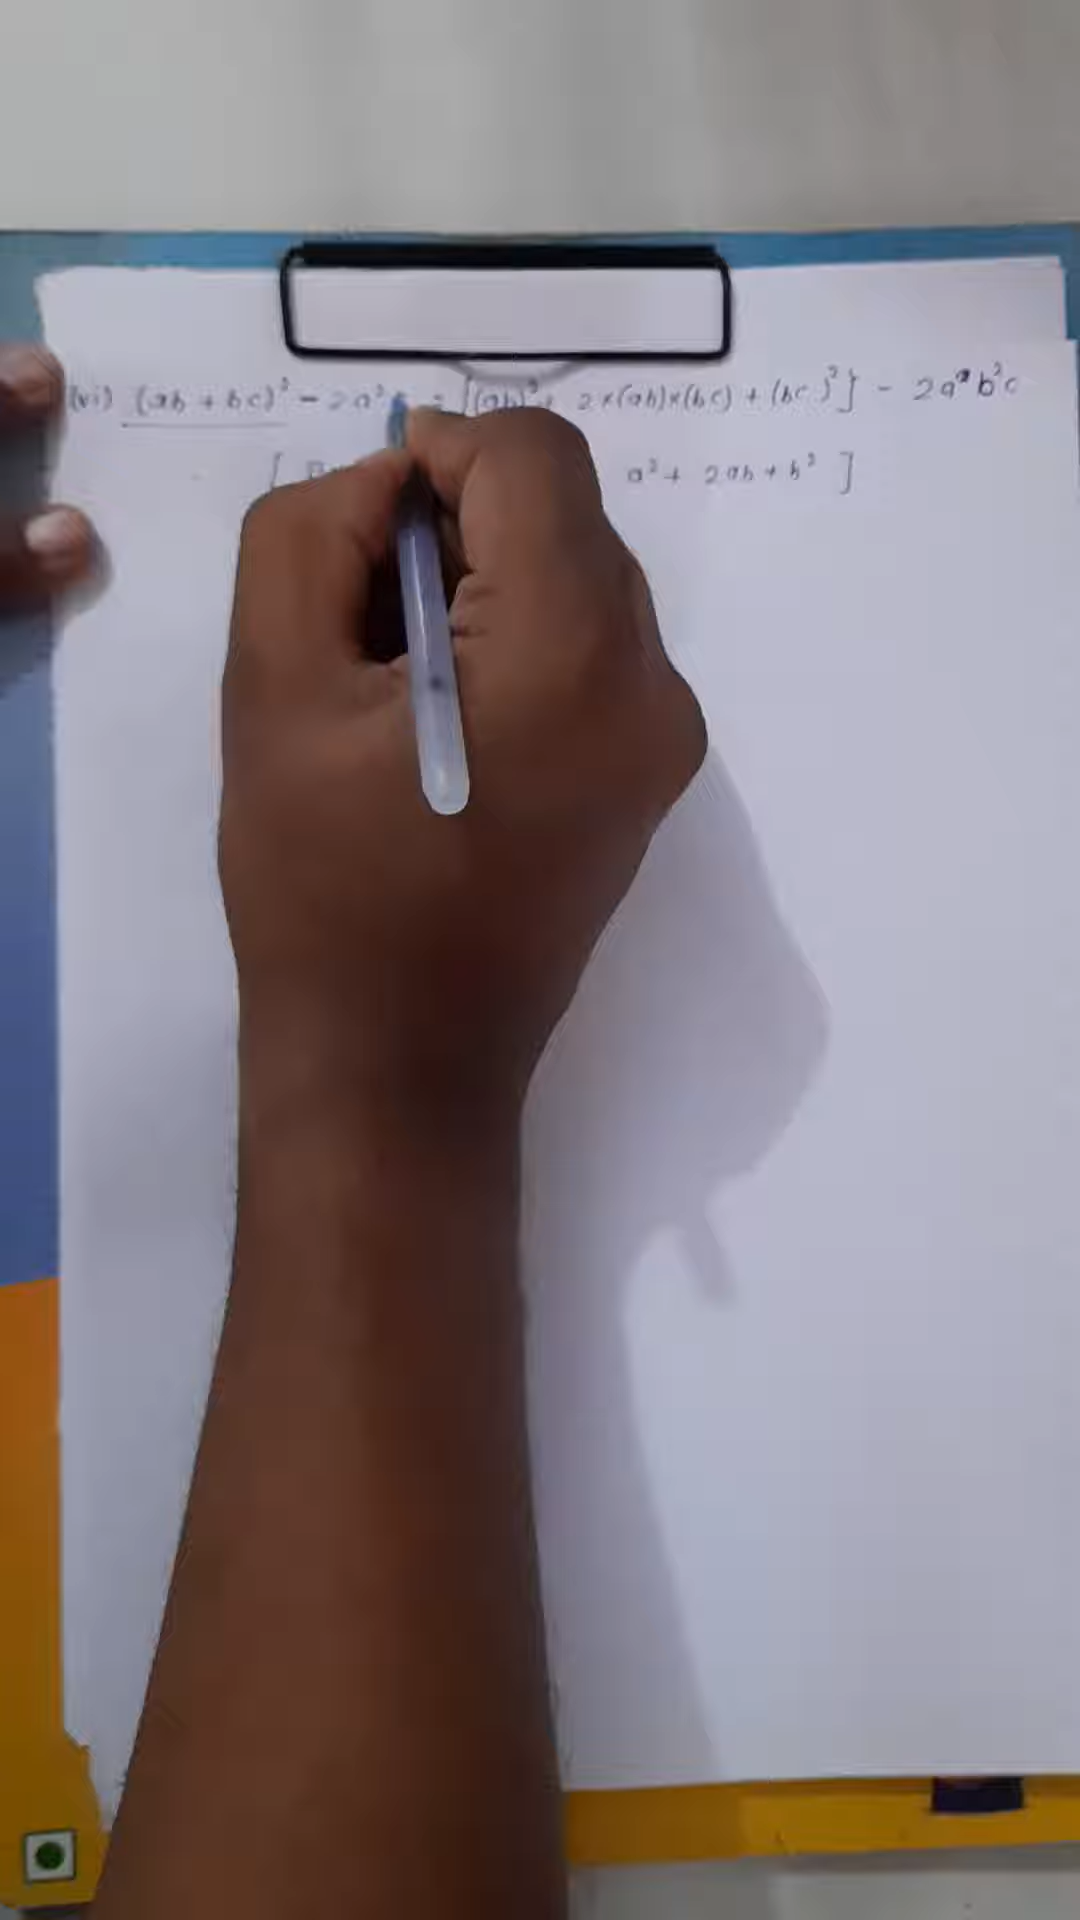 (vi) (ab + bc)² - 2a² = [(ab)² + 2×(ab)×(bc) + (bc)²] - 2a²b²c
[ a² + 2ab + b² ]